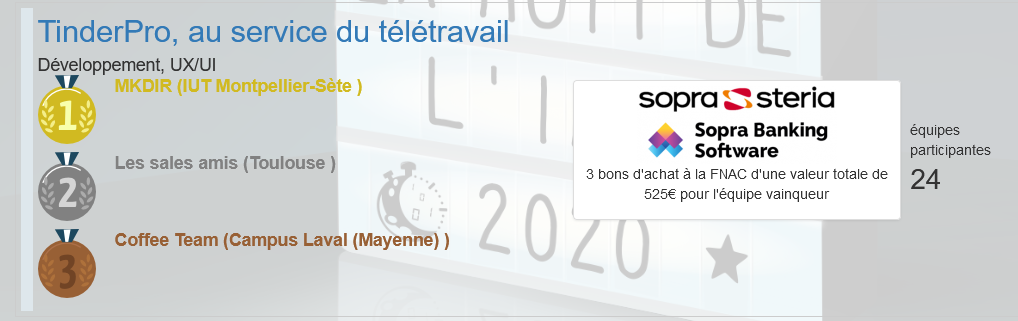 TinderPro, au service du télétravail
Développement, UX/UI
1
MKDIR (IUT Montpellier-Sète )
2
Les sales amis (Toulouse )
3
Coffee Team (Campus Laval (Mayenne) )
sopra steria
Sopra Banking
Software
3 bons d'achat à la FNAC d'une valeur totale de
525€ pour l'équipe vainqueur
équipes
participantes
24
NUIT DE
L'I
2020